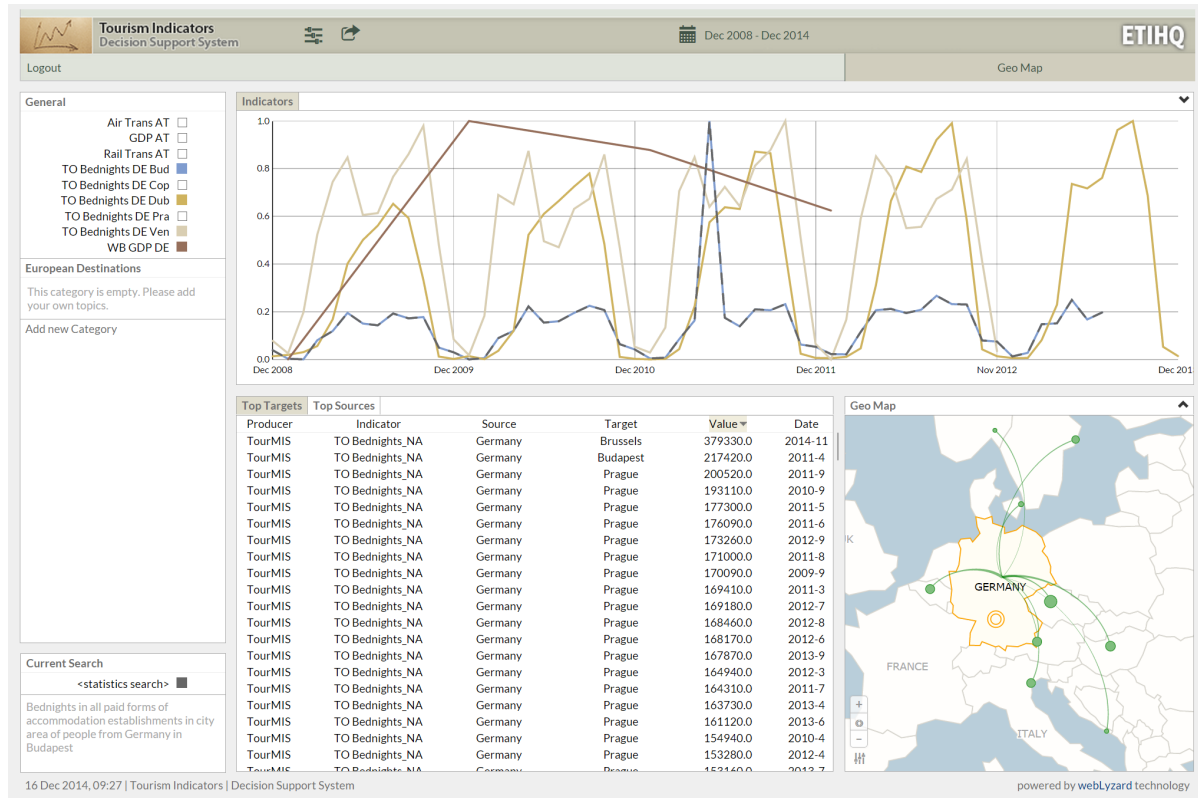 Tourism Indicators
Decision Support System
Dec 2008 - Dec 2014
ETIHQ
Logout
Geo Map
General
Air Trans AT
GDP AT
Rail Trans AT
TO Bednights DE Bud
TO Bednights DE Cop
TO Bednights DE Dub
TO Bednights DE Pra
TO Bednights DE Ven
WB GDP DE
European Destinations
This category is empty. Please add
your own topics.
Add new Category
Indicators
1.0
0.8
0.6
0.4
0.2
0.0
Dec 2008
Dec 2009
Dec 2010
Dec 2011
Nov 2012
Dec 201
Top Targets Top Sources
Producer Indicator Source Target Value Date
TourMIS TO Bednights_NA Germany Brussels 379330.0 2014-11
TourMIS TO Bednights_NA Germany Budapest 217420.0 2011-4
TourMIS TO Bednights_NA Germany Prague 200520.0 2011-9
TourMIS TO Bednights_NA Germany Prague 193110.0 2010-9
TourMIS TO Bednights_NA Germany Prague 177300.0 2011-5
TourMIS TO Bednights_NA Germany Prague 176090.0 2011-6
TourMIS TO Bednights_NA Germany Prague 173260.0 2012-9
TourMIS TO Bednights_NA Germany Prague 171000.0 2011-8
TourMIS TO Bednights_NA Germany Prague 170090.0 2009-9
TourMIS TO Bednights_NA Germany Prague 169410.0 2011-3
TourMIS TO Bednights_NA Germany Prague 169180.0 2012-7
TourMIS TO Bednights_NA Germany Prague 168460.0 2012-8
TourMIS TO Bednights_NA Germany Prague 168170.0 2012-6
TourMIS TO Bednights_NA Germany Prague 167870.0 2013-9
TourMIS TO Bednights_NA Germany Prague 164940.0 2012-3
TourMIS TO Bednights_NA Germany Prague 164310.0 2011-7
TourMIS TO Bednights_NA Germany Prague 163730.0 2013-4
TourMIS TO Bednights_NA Germany Prague 161120.0 2013-6
TourMIS TO Bednights_NA Germany Prague 154940.0 2010-4
TourMIS TO Bednights_NA Germany Prague 153280.0 2012-4
TourMIS TO Bednights_NA Germany Prague 153160.0 2013-7
Geo Map
UK
GERMANY
FRANCE
ITALY
Current Search
<statistics search>
Bednights in all paid forms of
accommodation establishments in city
area of people from Germany in
Budapest
16 Dec 2014, 09:27 | Tourism Indicators | Decision Support System
powered by webLyzard technology